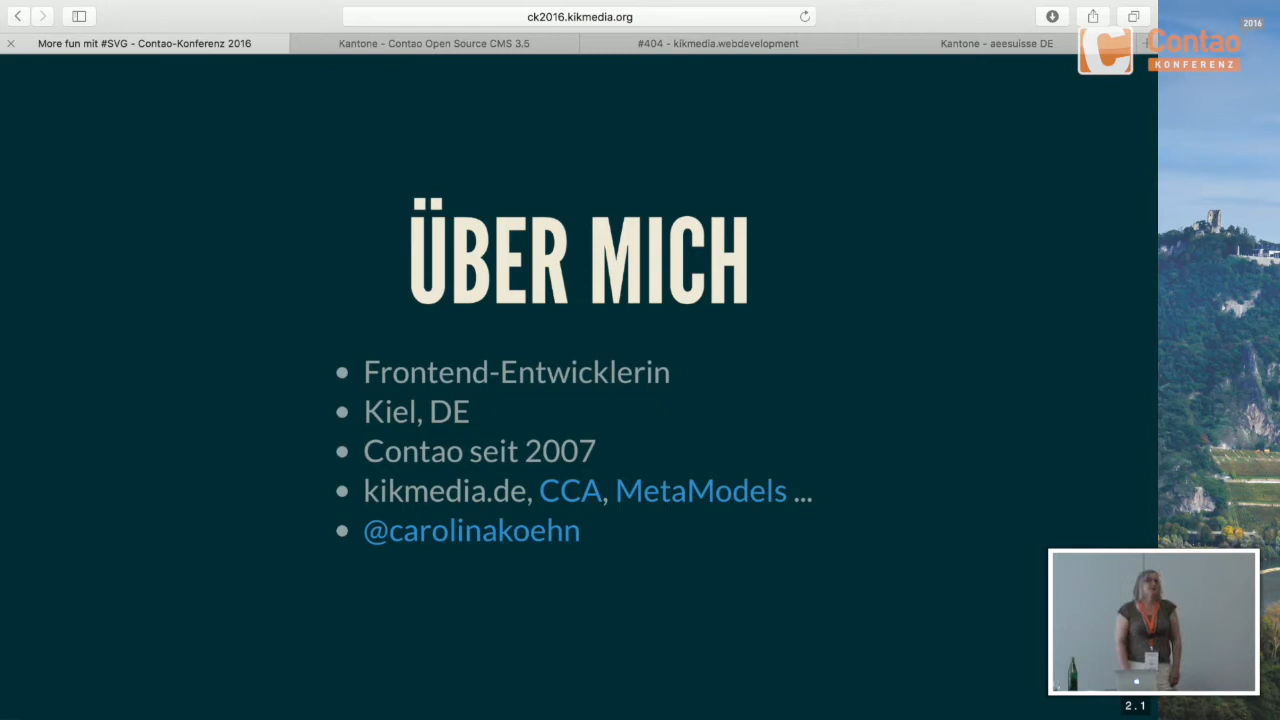 ck2016.kikmedia.org
More fun mit #SVG - Contao-Konferenz 2016
Kantone - Contao Open Source CMS 3.5
#404 - kikmedia.webdevelopment
Kantone - aeesuisse DE
2016
Contao
KONFERENZ
ÜBER MICH
Frontend-Entwicklerin
Kiel, DE
Contao seit 2007
kikmedia.de, CCA, MetaModels ...
@carolinakoehn
2.1